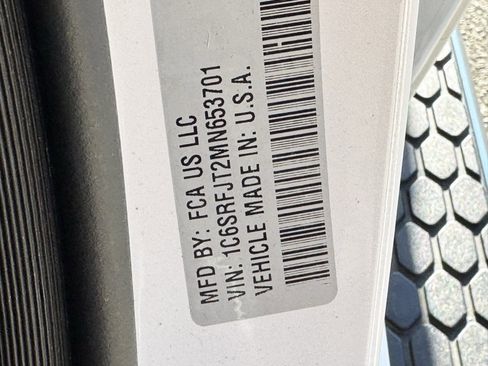 MFD BY: FCA US LLC
VIN: 1C6SRFJT2MN653701
VEHICLE MADE IN: U.S.A.